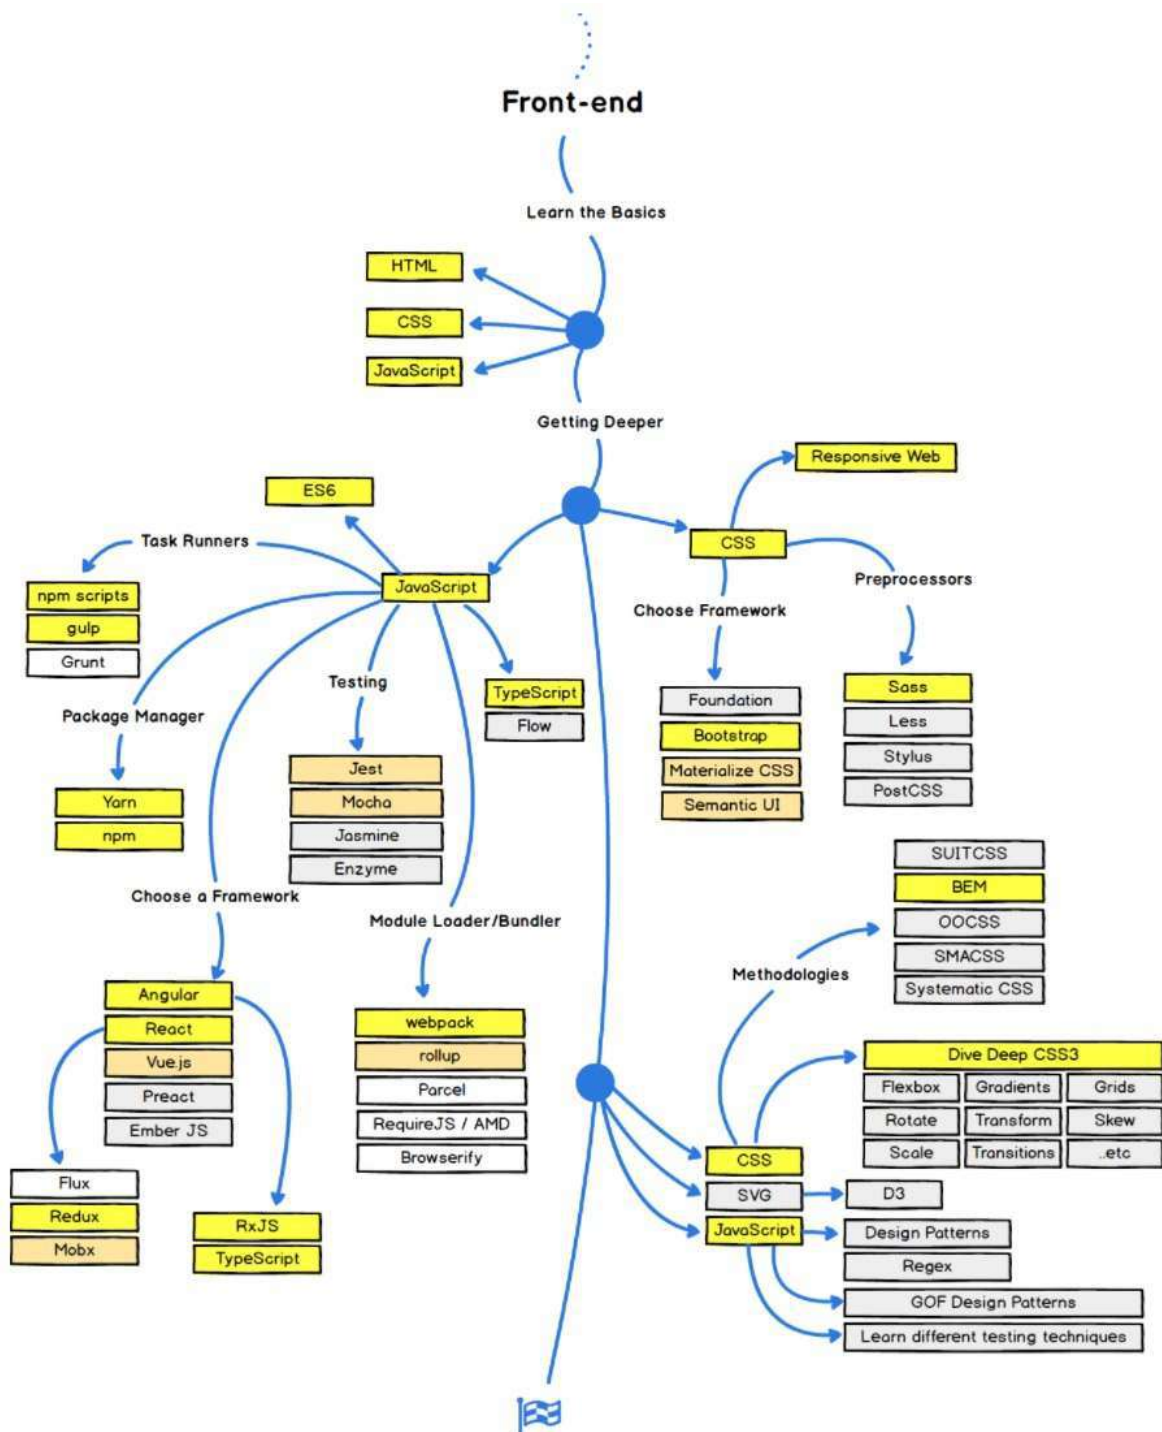 Front-end
Learn the Basics
HTML
CSS
JavaScript
Getting Deeper
Responsive Web
ES6
CSS
Task Runners
JavaScript
Preprocessors
npm scripts
gulp
Grunt
Choose Framework
Testing
TypeScript
Flow
Package Manager
Foundation
Bootstrap
Materialize CSS
Semantic UI
Sass
Less
Stylus
PostCSS
Jest
Mocha
Jasmine
Enzyme
Yarn
npm
Choose a Framework
Module Loader/Bundler
SUITCSS
BEM
OOCSS
SMACSS
Systematic CSS
Methodologies
Angular
React
Vue.js
Preact
Ember JS
webpack
rollup
Parcel
RequireJS / AMD
Browserify
Dive Deep CSS3
Flexbox Gradients Grids
Rotate Transform Skew
Scale Transitions ..etc
Flux
Redux
Mobx
RxJS
TypeScript
CSS
SVG
JavaScript
D3
Design Patterns
Regex
GOF Design Patterns
Learn different testing techniques